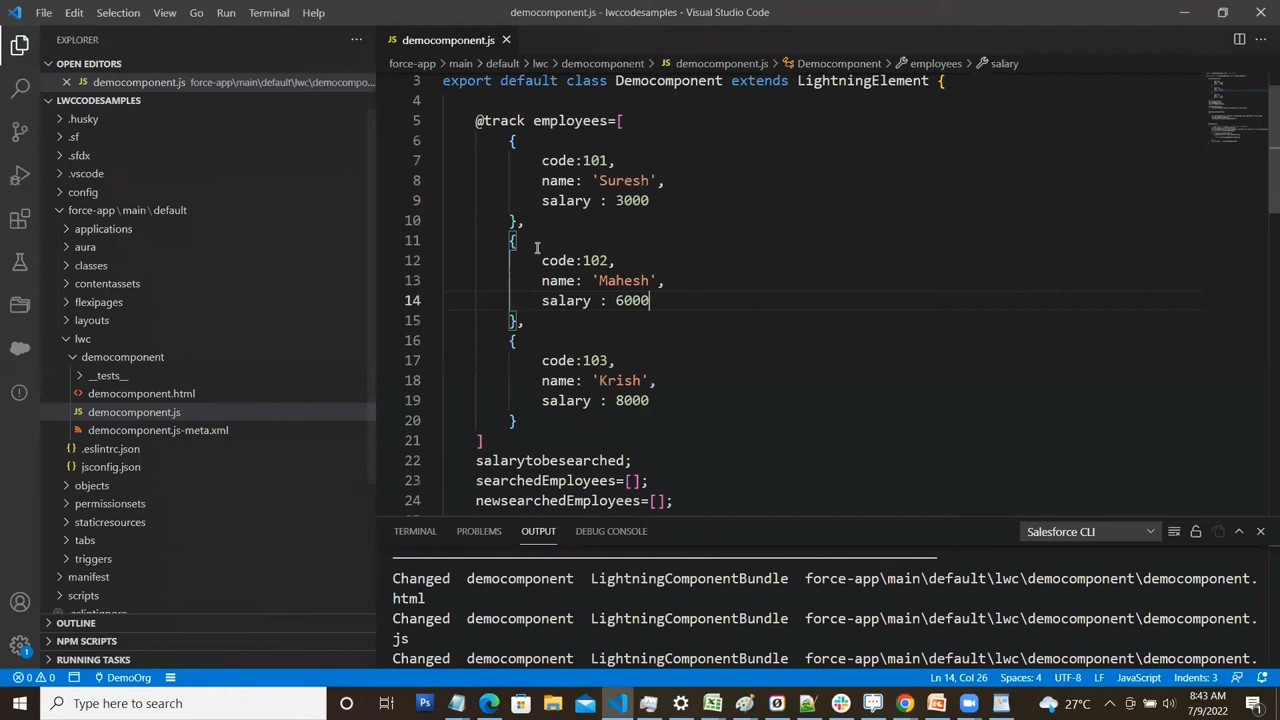 File Edit Selection View Go Run Terminal Help democomponent.js - lwccodesamples - Visual Studio Code
EXPLORER
OPEN EDITORS
democomponent.js force-app\main\default\lwc\democompo...
LWCCODESAMPLES
.husky
.sf
.sfdx
.vscode
config
force-app\main\default
applications
aura
classes
contentassets
flexipages
layouts
lwc
democomponent
__tests__
democomponent.html
JS democomponent.js
democomponent.js-meta.xml
{} .eslintrc.json
{} jsconfig.json
objects
permissionsets
staticresources
tabs
triggers
manifest
scripts
.eslintignore
OUTLINE
NPM SCRIPTS
RUNNING TASKS
JS democomponent.js
force-app > main > default > lwc > democomponent > JS democomponent.js > Democomponent > employees > salary
3 export default class Democomponent extends LightningElement {
4
5 @track employees=[
6 {
7 code:101,
8 name: 'Suresh',
9 salary : 3000
10 },
11 {
12 code:102,
13 name: 'Mahesh',
14 salary : 6000
15 },
16 {
17 code:103,
18 name: 'Krish',
19 salary : 8000
20 }
21 ]
22 salarytobesearched;
23 searchedEmployees=[];
24 newsearchedEmployees=[];
TERMINAL PROBLEMS OUTPUT DEBUG CONSOLE Salesforce CLI
Changed democomponent LightningComponentBundle force-app\main\default\lwc\democomponent\democomponent.
html
Changed democomponent LightningComponentBundle force-app\main\default\lwc\democomponent\democomponent.
js
Changed democomponent LightningComponentBundle force-app\main\default\lwc\democomponent\democomponent.
1
0 0 DemoOrg Ln 14, Col 26 Spaces: 4 UTF-8 LF JavaScript Indents: 3
Type here to search Ps 27°C 8:43 AM
7/9/2022